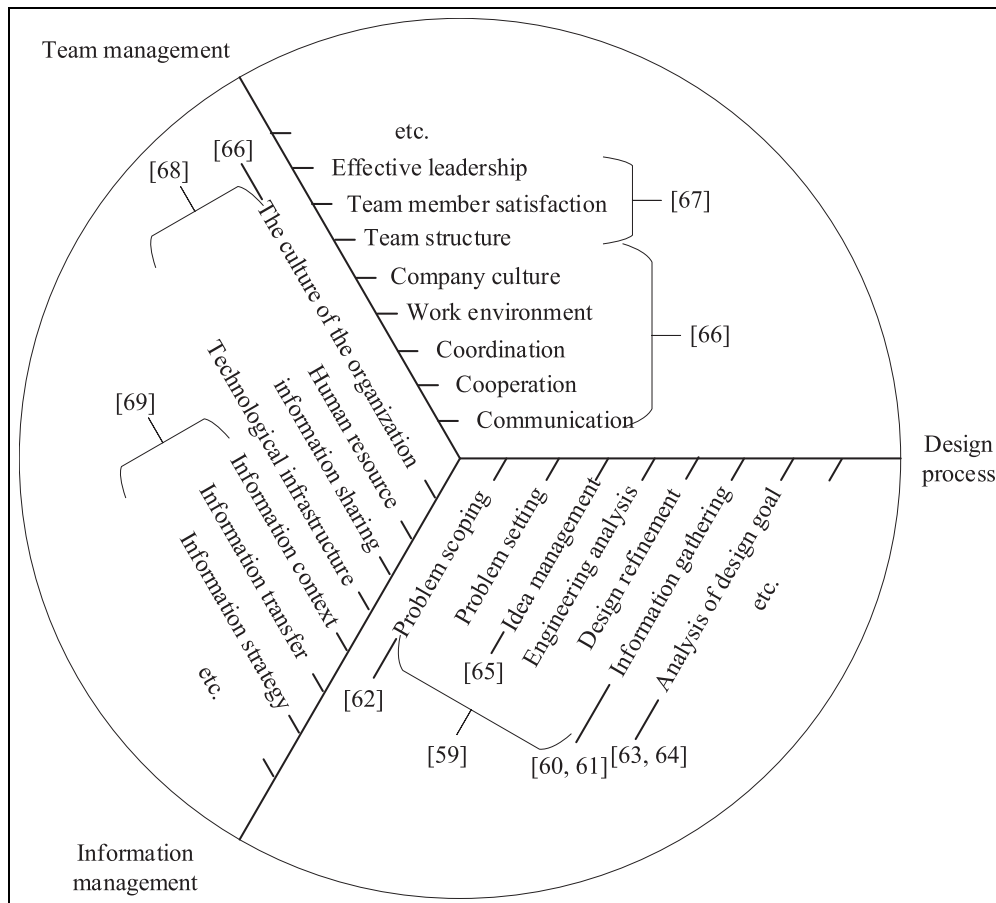 Team management
etc.
Effective leadership
Team member satisfaction
Team structure
[67]
Company culture
Work environment
Coordination
Cooperation
Communication
[66]
[68]
[66]
The culture of the organization
Human resource
information sharing
Technological infrastructure
[69]
Information context
Information transfer
Information strategy
etc.
Information
management
Design
process
Problem scoping
Problem setting
Idea management
Engineering analysis
Design refinement
Information gathering
Analysis of design goal
etc.
[62]
[65]
[59]
[60, 61]
[63, 64]